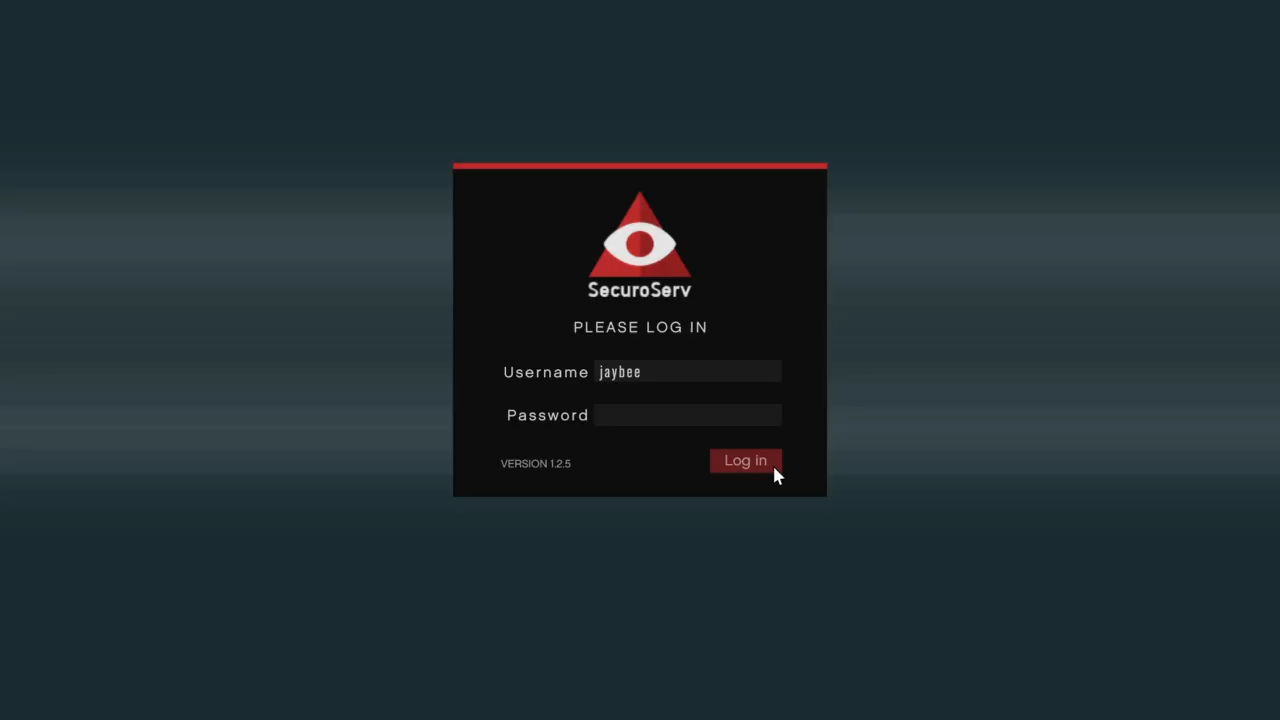 SecuroServ
PLEASE LOG IN
Username jaybee
Password
VERSION 1.2.5 Log in